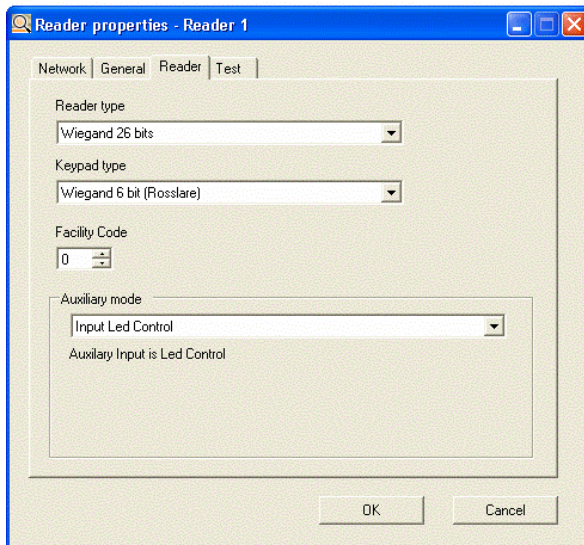 Reader properties - Reader 1
Network General Reader Test
Reader type
Wiegand 26 bits
Keypad type
Wiegand 6 bit (Rosslare)
Facility Code
0
Auxiliary mode
Input Led Control
Auxilary Input is Led Control
OK Cancel